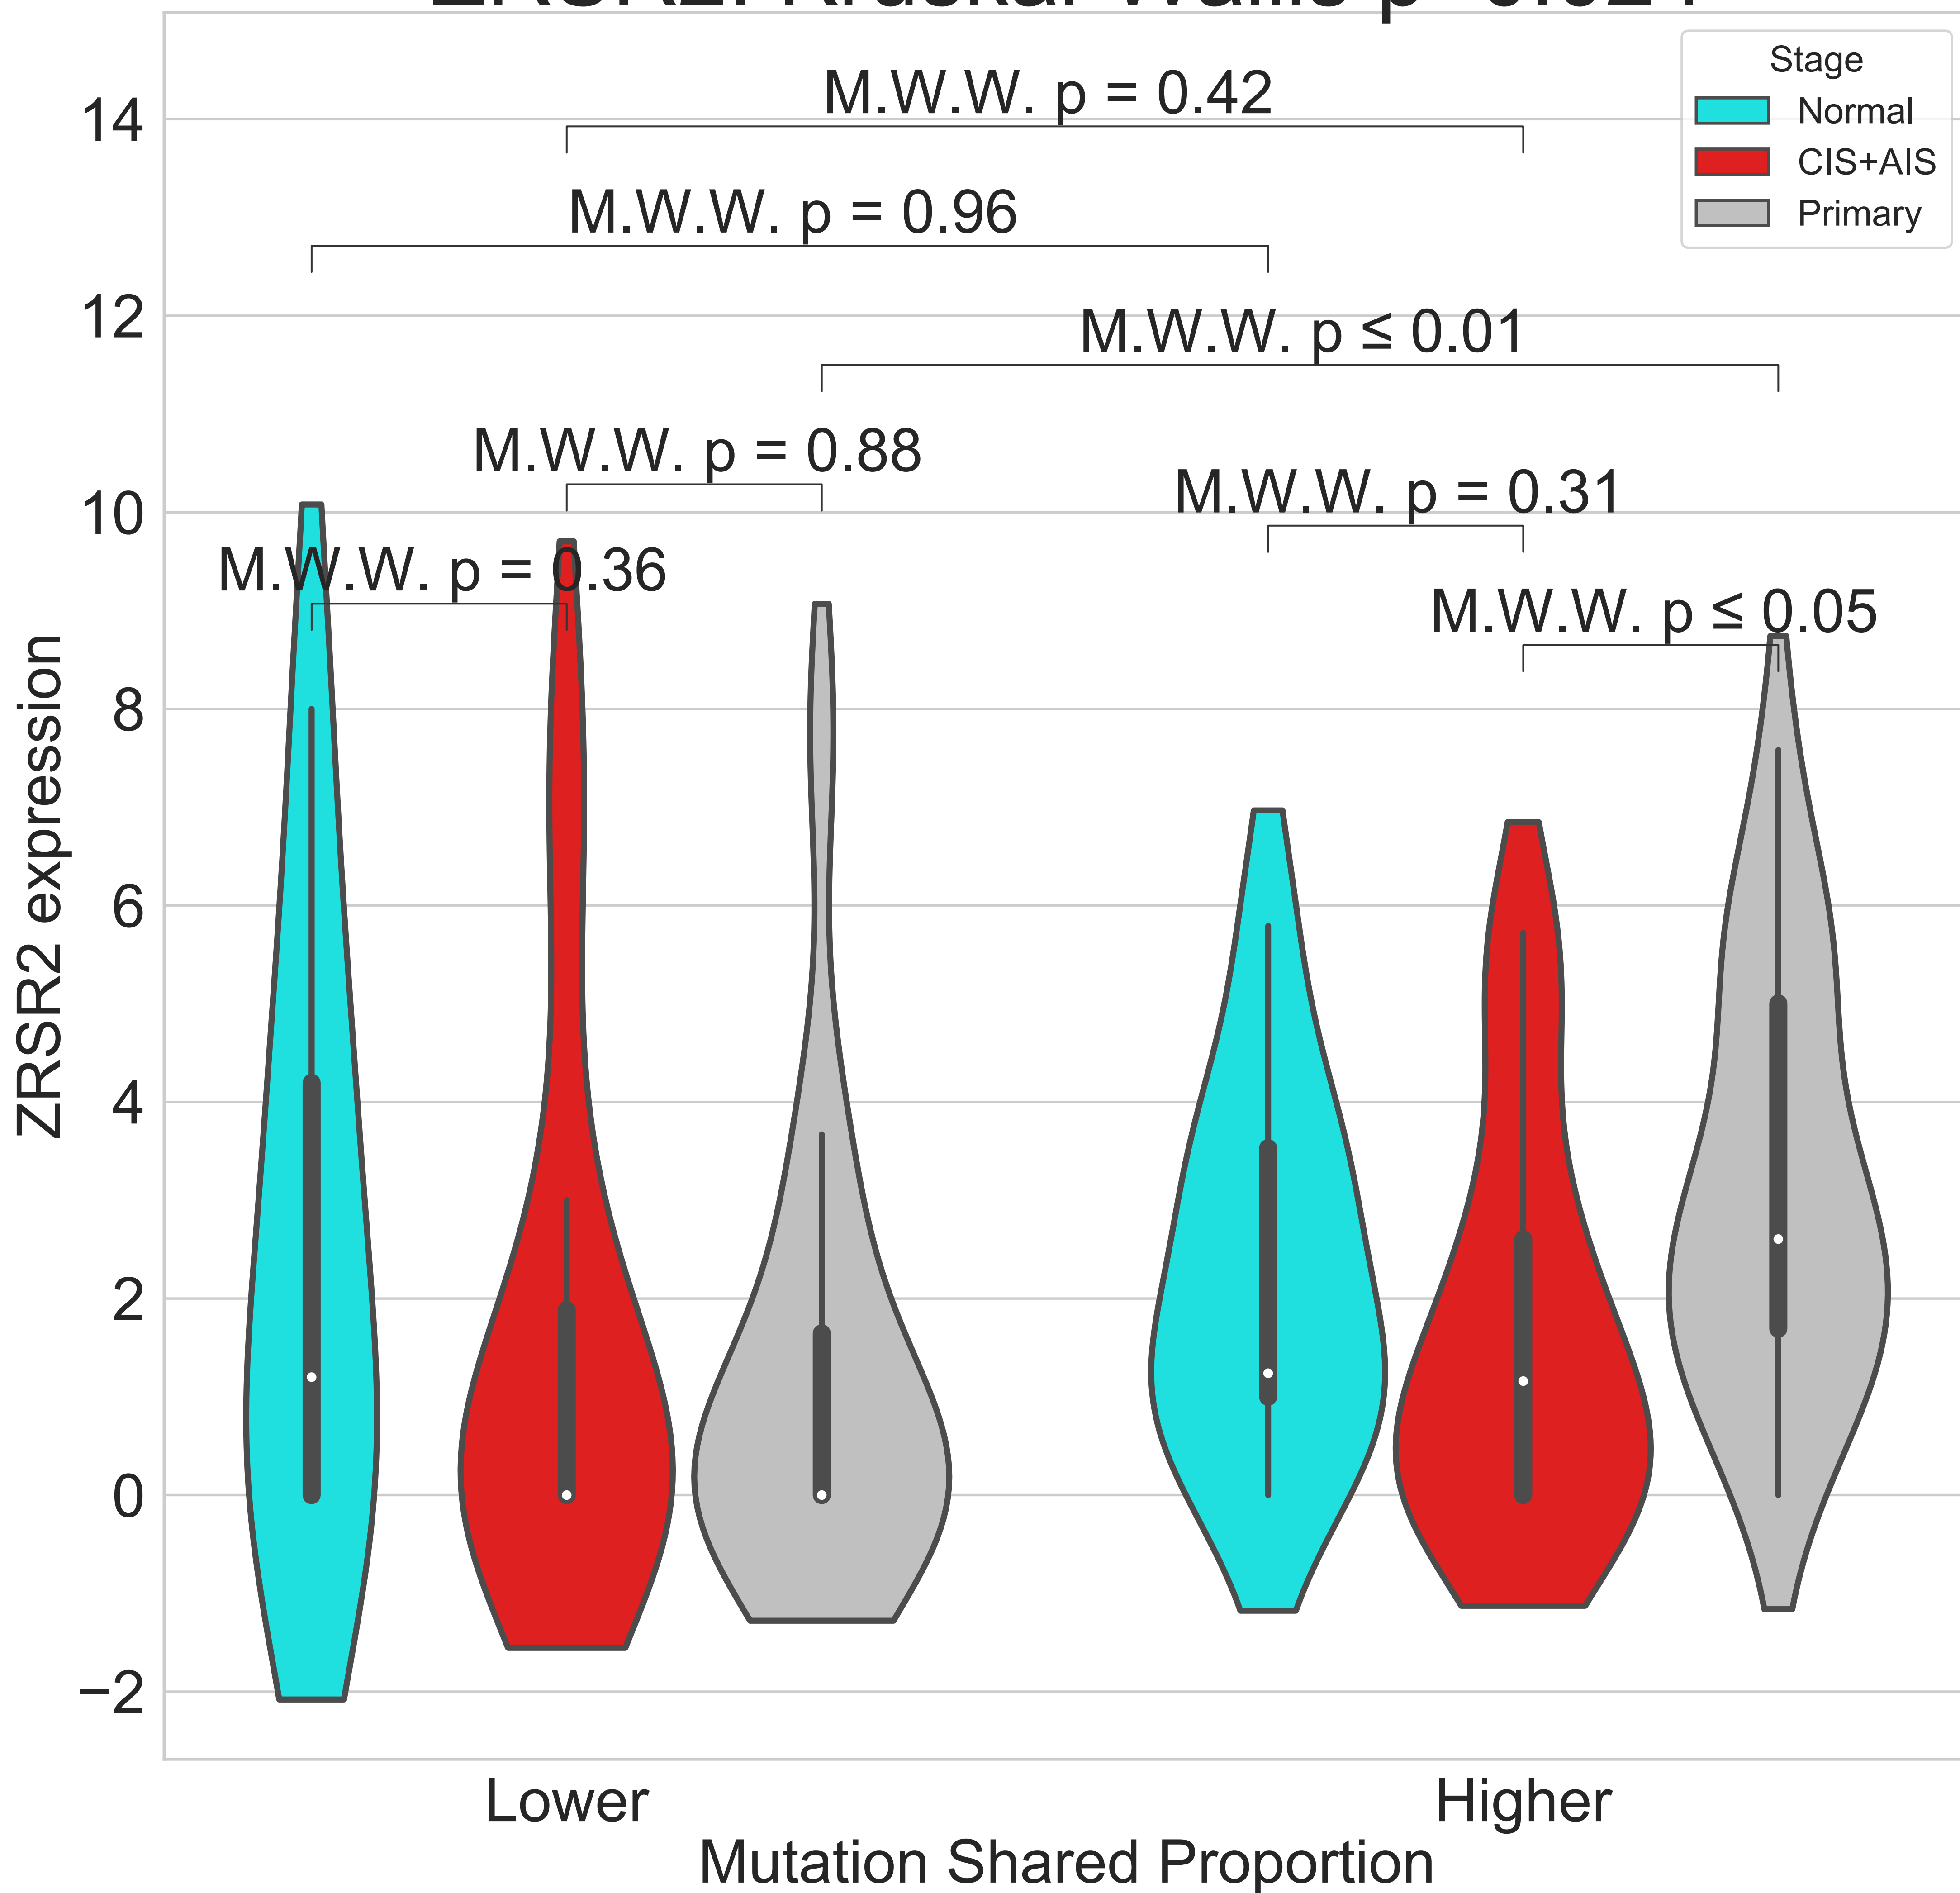 Stage
Normal
CIS+AIS
Primary
M.W.W. p = 0.42
M.W.W. p = 0.96
M.W.W. p ≤ 0.01
M.W.W. p = 0.88
M.W.W. p = 0.31
M.W.W. p = 0.36
M.W.W. p ≤ 0.05
14
12
10
8
6
4
2
0
−2
ZRSR2 expression
Lower
Higher
Mutation Shared Proportion